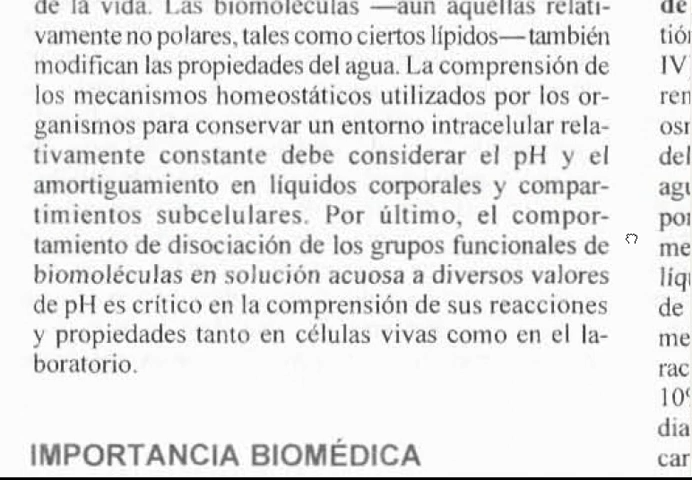 de la vida. Las biomoléculas —aun aquellas relati-
vamente no polares, tales como ciertos lípidos— también
modifican las propiedades del agua. La comprensión de
los mecanismos homeostáticos utilizados por los or-
ganismos para conservar un entorno intracelular rela-
tivamente constante debe considerar el pH y el
amortiguamiento en líquidos corporales y compar-
timientos subcelulares. Por último, el compor-
tamiento de disociación de los grupos funcionales de
biomoléculas en solución acuosa a diversos valores
de pH es crítico en la comprensión de sus reacciones
y propiedades tanto en células vivas como en el la-
boratorio.
IMPORTANCIA BIOMÉDICA
de
IV
del
de